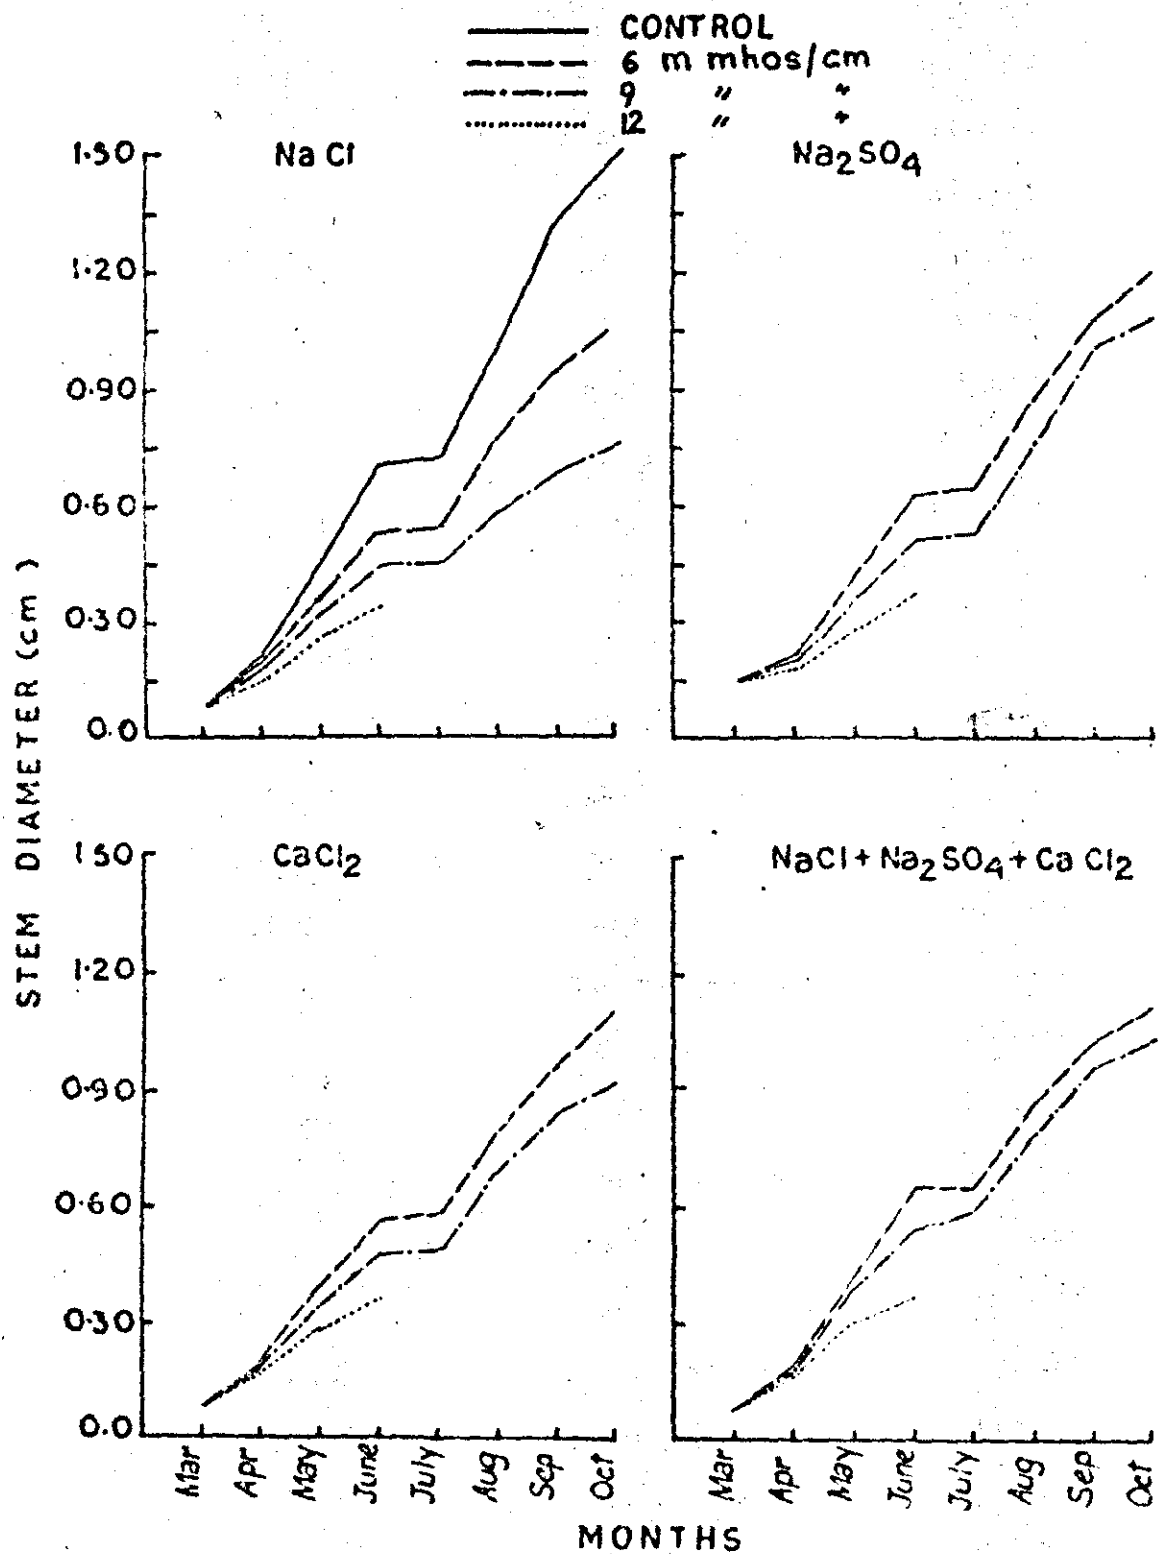 CONTROL
6 m mhos/cm
9 " "
12 " "
NaCl
1.50
1.20
0.90
0.60
0.30
0.0
Na2SO4
STEM DIAMETER (cm)
CaCl2
1.50
1.20
0.90
0.60
0.30
0.0
Mar Apr May June July Aug Sep Oct
NaCl + Na2SO4 + CaCl2
Mar Apr May June July Aug Sep Oct
MONTHS